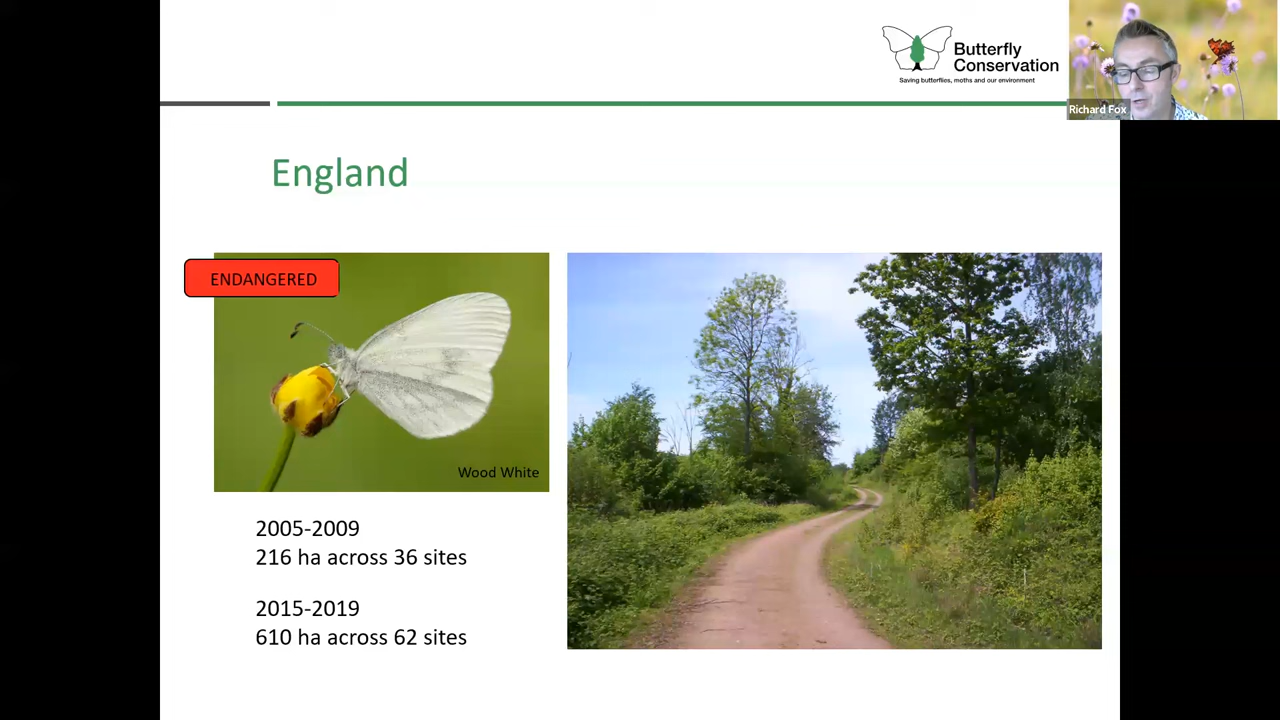 Butterfly
Conservation
Saving butterflies, moths and our environment
Richard Fox
England
ENDANGERED
Wood White
2005-2009
216 ha across 36 sites
2015-2019
610 ha across 62 sites